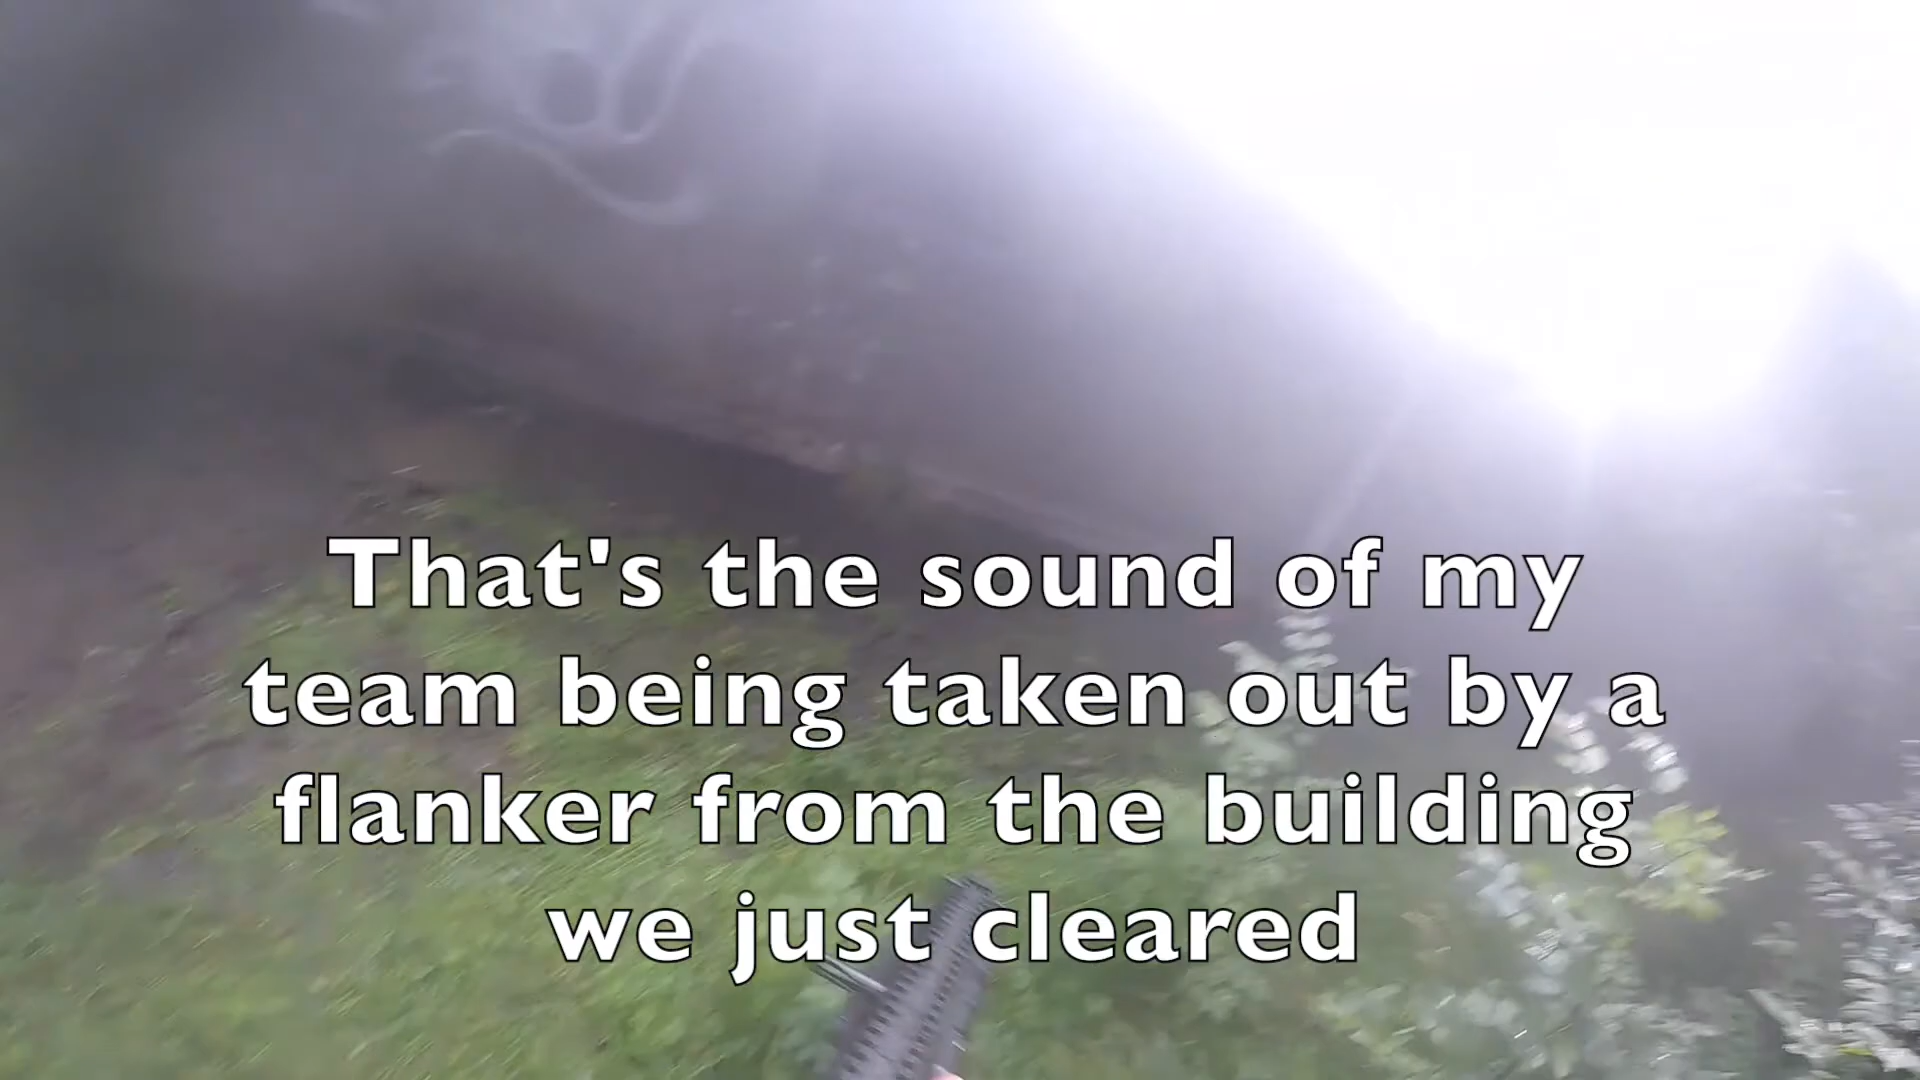 That's the sound of my
team being taken out by a
flanker from the building
we just cleared